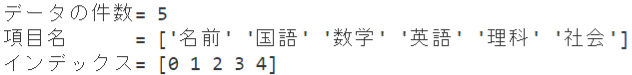 データの件数= 5
項目名　　　= ['名前' '国語' '数学' '英語' '理科' '社会']
インデックス= [0 1 2 3 4]